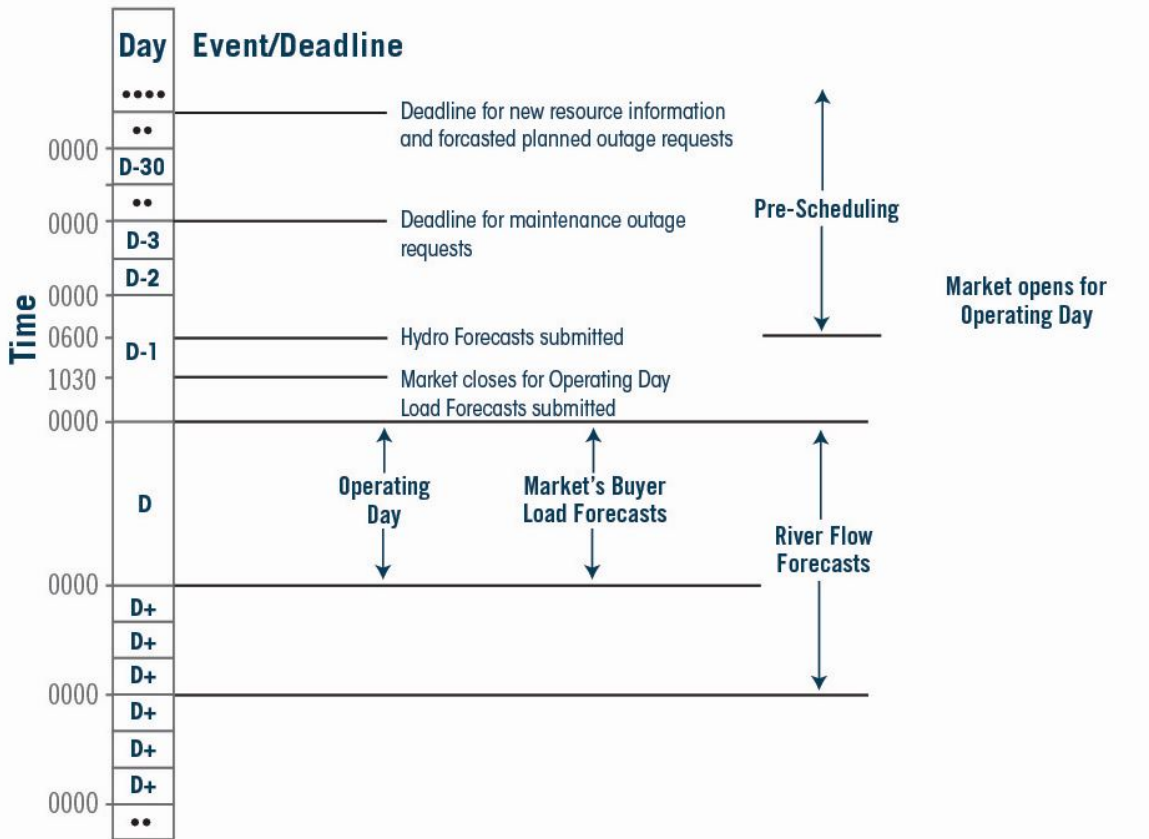 Day Event/Deadline
••••
Deadline for new resource information
and forcasted planned outage requests
••
0000
D-30
••
0000
Deadline for maintenance outage
requests
D-3
Pre-Scheduling
D-2
0000
Market opens for
Operating Day
Time
0600
Hydro Forecasts submitted
D-1
1030
Market closes for Operating Day
Load Forecasts submitted
0000
D
Operating
Day
Market's Buyer
Load Forecasts
River Flow
Forecasts
0000
D+
D+
D+
0000
D+
D+
D+
0000
••